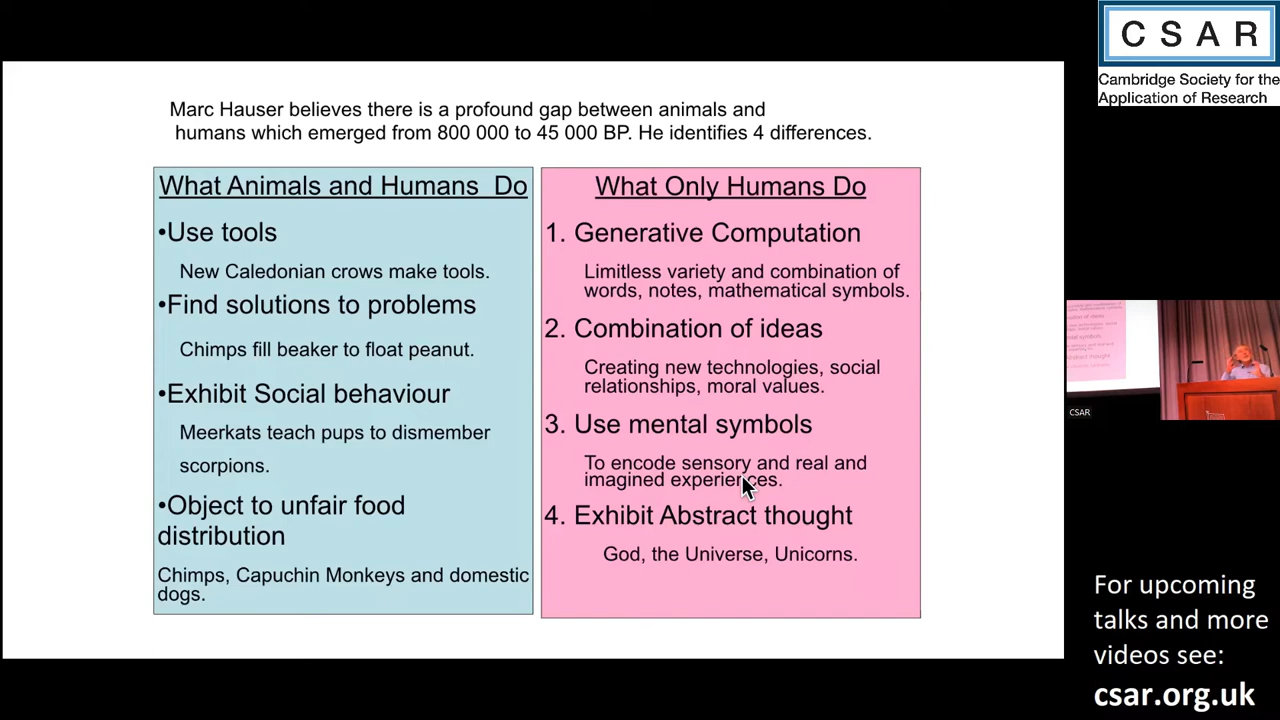 Marc Hauser believes there is a profound gap between animals and
humans which emerged from 800 000 to 45 000 BP. He identifies 4 differences.
What Animals and Humans Do
•Use tools
New Caledonian crows make tools.
•Find solutions to problems
Chimps fill beaker to float peanut.
•Exhibit Social behaviour
Meerkats teach pups to dismember
scorpions.
•Object to unfair food
distribution
Chimps, Capuchin Monkeys and domestic
dogs.
What Only Humans Do
1. Generative Computation
Limitless variety and combination of
words, notes, mathematical symbols.
2. Combination of ideas
Creating new technologies, social
relationships, moral values.
3. Use mental symbols
To encode sensory and real and
imagined experiences.
4. Exhibit Abstract thought
God, the Universe, Unicorns.
CSAR
Cambridge Society for the
Application of Research
CSAR
For upcoming
talks and more
videos see:
csar.org.uk